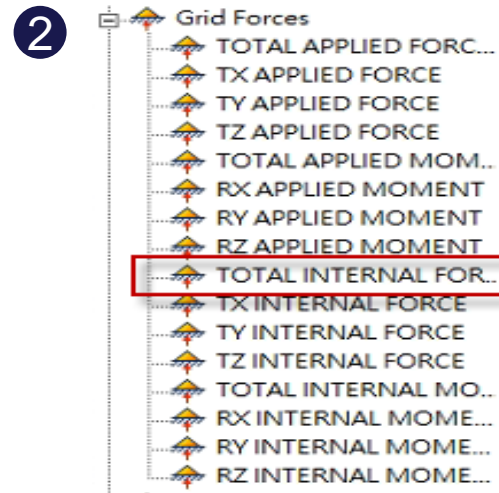 2
Grid Forces
TOTAL APPLIED FORC...
TX APPLIED FORCE
TY APPLIED FORCE
TZ APPLIED FORCE
TOTAL APPLIED MOM..
RX APPLIED MOMENT
RY APPLIED MOMENT
RZ APPLIED MOMENT
TOTAL INTERNAL FOR..
TX INTERNAL FORCE
TY INTERNAL FORCE
TZ INTERNAL FORCE
TOTAL INTERNAL MO..
RX INTERNAL MOME...
RY INTERNAL MOME...
RZ INTERNAL MOME...